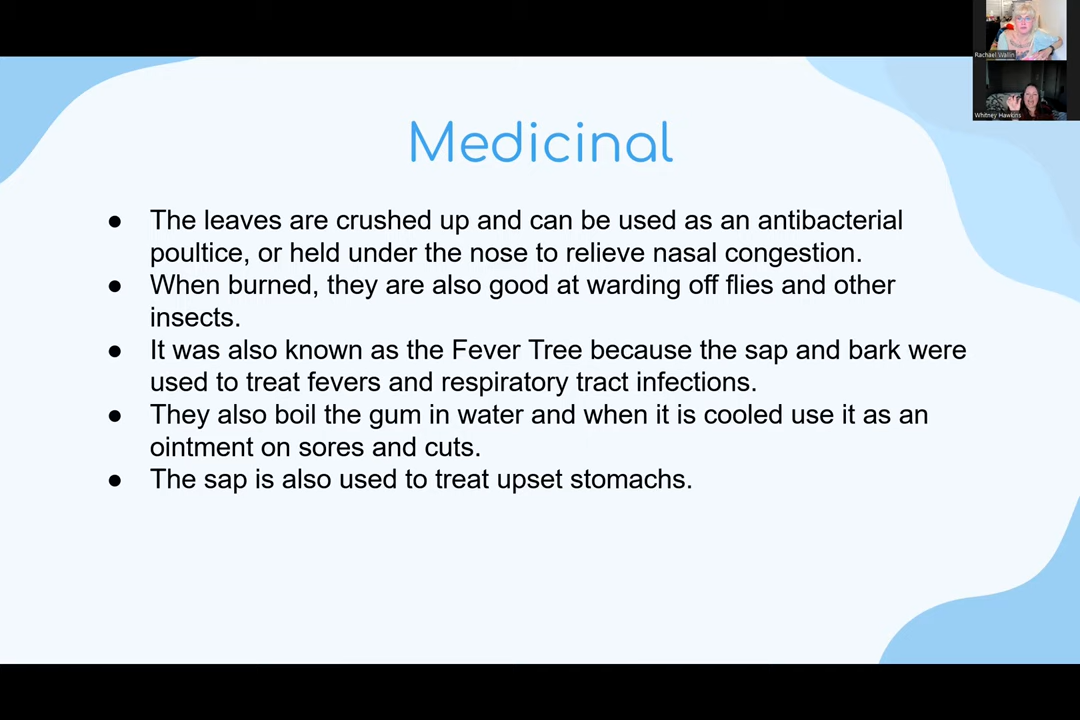 Rachael Wallin
Whitney Hawkins
Medicinal
● The leaves are crushed up and can be used as an antibacterial
poultice, or held under the nose to relieve nasal congestion.
● When burned, they are also good at warding off flies and other
insects.
● It was also known as the Fever Tree because the sap and bark were
used to treat fevers and respiratory tract infections.
● They also boil the gum in water and when it is cooled use it as an
ointment on sores and cuts.
● The sap is also used to treat upset stomachs.